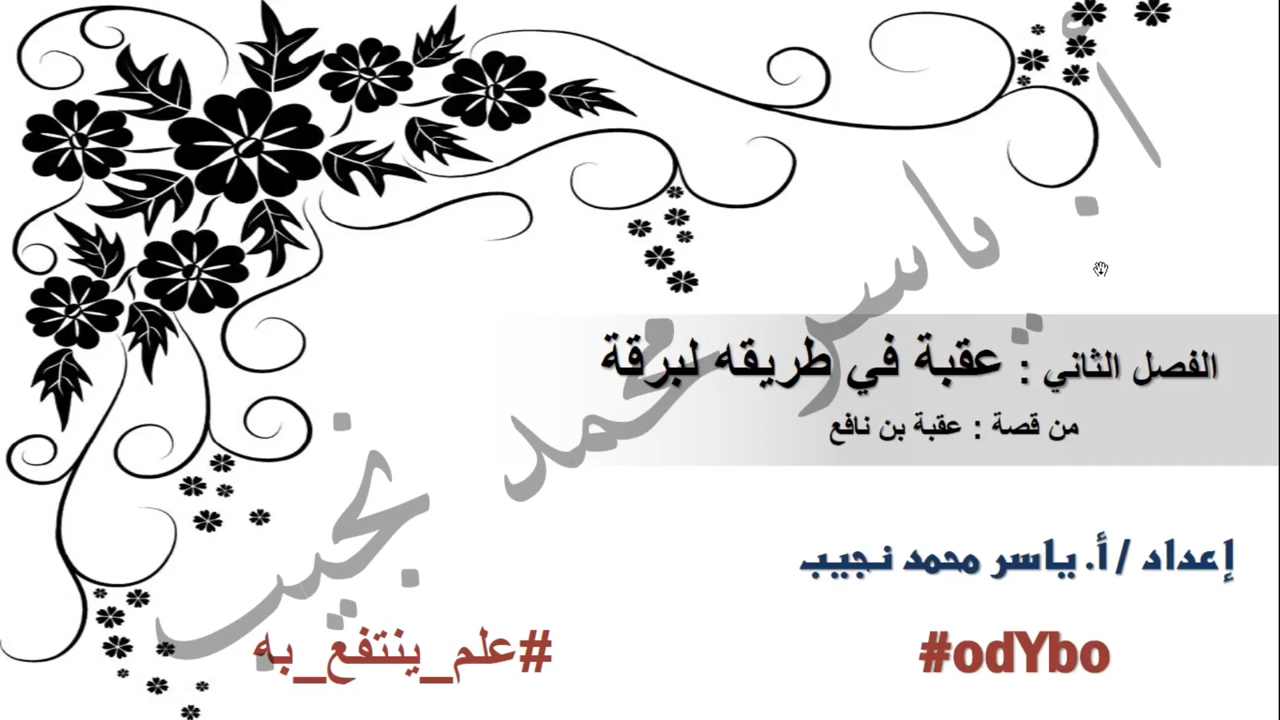 أ. ياسر محمد نجيب
الفصل الثاني : عقبة في طريقه لبرقة
من قصة : عقبة بن نافع
إعداد / أ. ياسر محمد نجيب
#علم_ينتفع_به
#odYbo